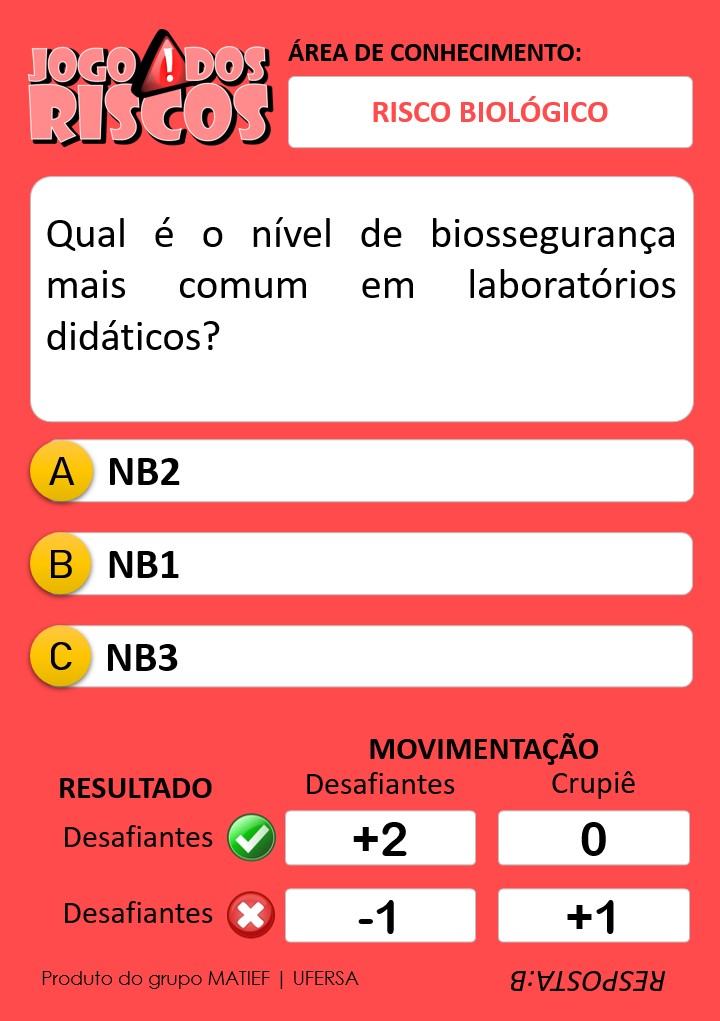 JOGO DOS
RISCOS
ÁREA DE CONHECIMENTO:
RISCO BIOLÓGICO
Qual é o nível de biossegurança
mais comum em laboratórios
didáticos?
A NB2
B NB1
C NB3
MOVIMENTAÇÃO
RESULTADO Desafiantes Crupiê
Desafiantes +2 0
Desafiantes -1 +1
Produto do grupo MATIEF | UFERSA
RESPOSTA:B